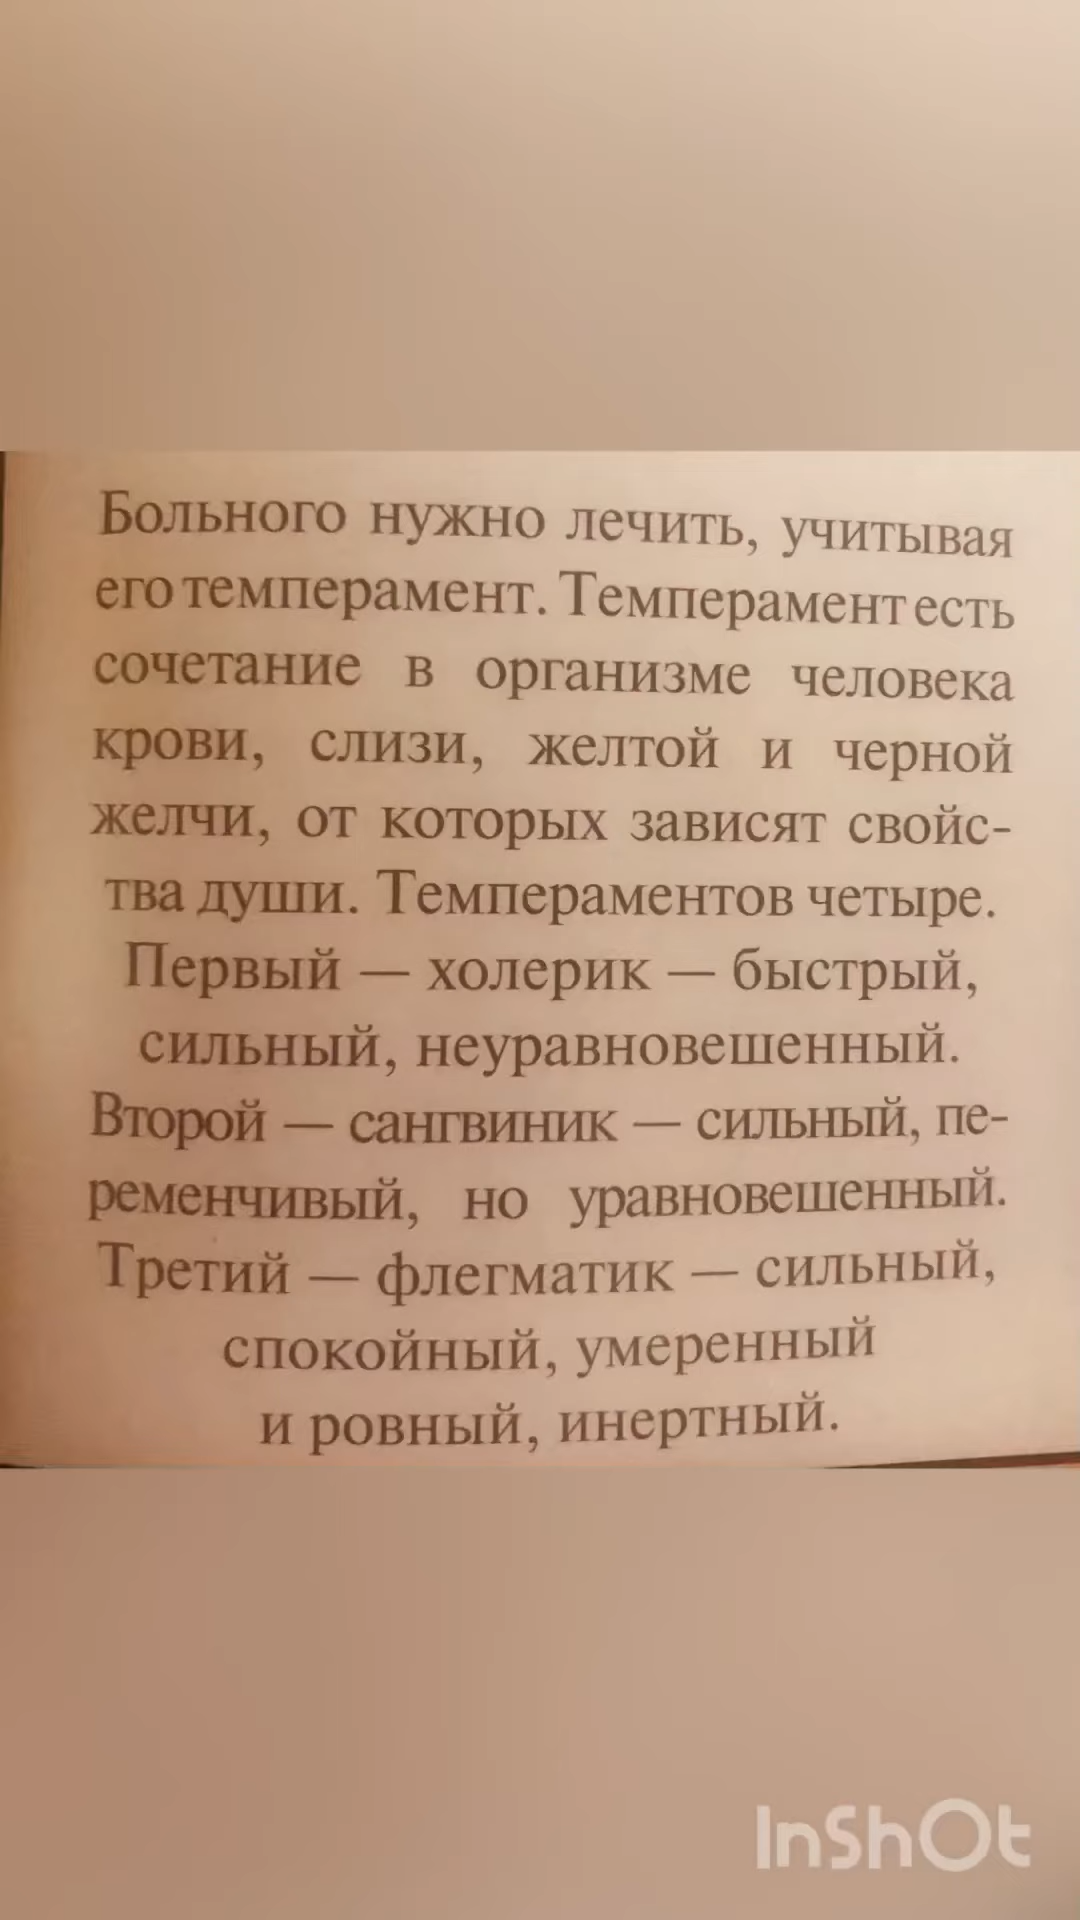 Больного нужно лечить, учитывая
его темперамент. Темперамент есть
сочетание в организме человека
крови, слизи, желтой и черной
желчи, от которых зависят свойс-
тва души. Темпераментов четыре.
Первый — холерик — быстрый,
сильный, неуравновешенный.
Второй — сангвиник — сильный, пе-
ременчивый, но уравновешенный.
Третий — флегматик — сильный,
спокойный, умеренный
и ровный, инертный.
InShOt